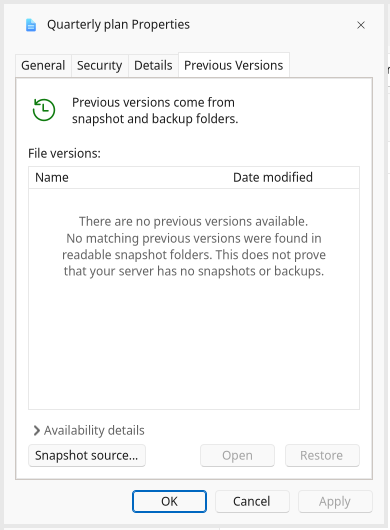 Quarterly plan Properties
General Security Details Previous Versions
Previous versions come from
snapshot and backup folders.
File versions:
Name Date modified
There are no previous versions available.
No matching previous versions were found in
readable snapshot folders. This does not prove
that your server has no snapshots or backups.
Availability details
Snapshot source...
Open
Restore
OK
Cancel
Apply